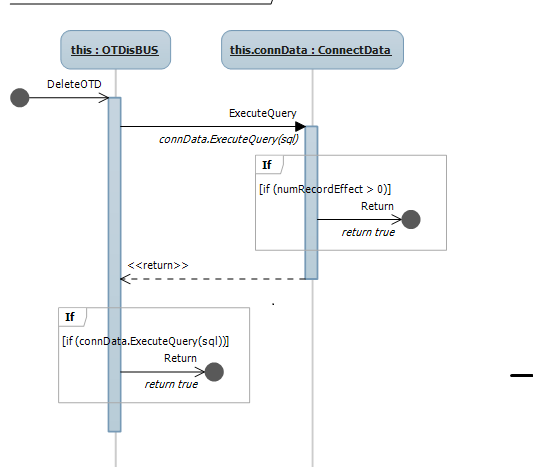 this : OTDisBUS
this.connData : ConnectData
DeleteOTD
ExecuteQuery
connData.ExecuteQuery(sql)
If
[if (numRecordEffect > 0)]
Return
return true
<<return>>
If
[if (connData.ExecuteQuery(sql))]
Return
return true